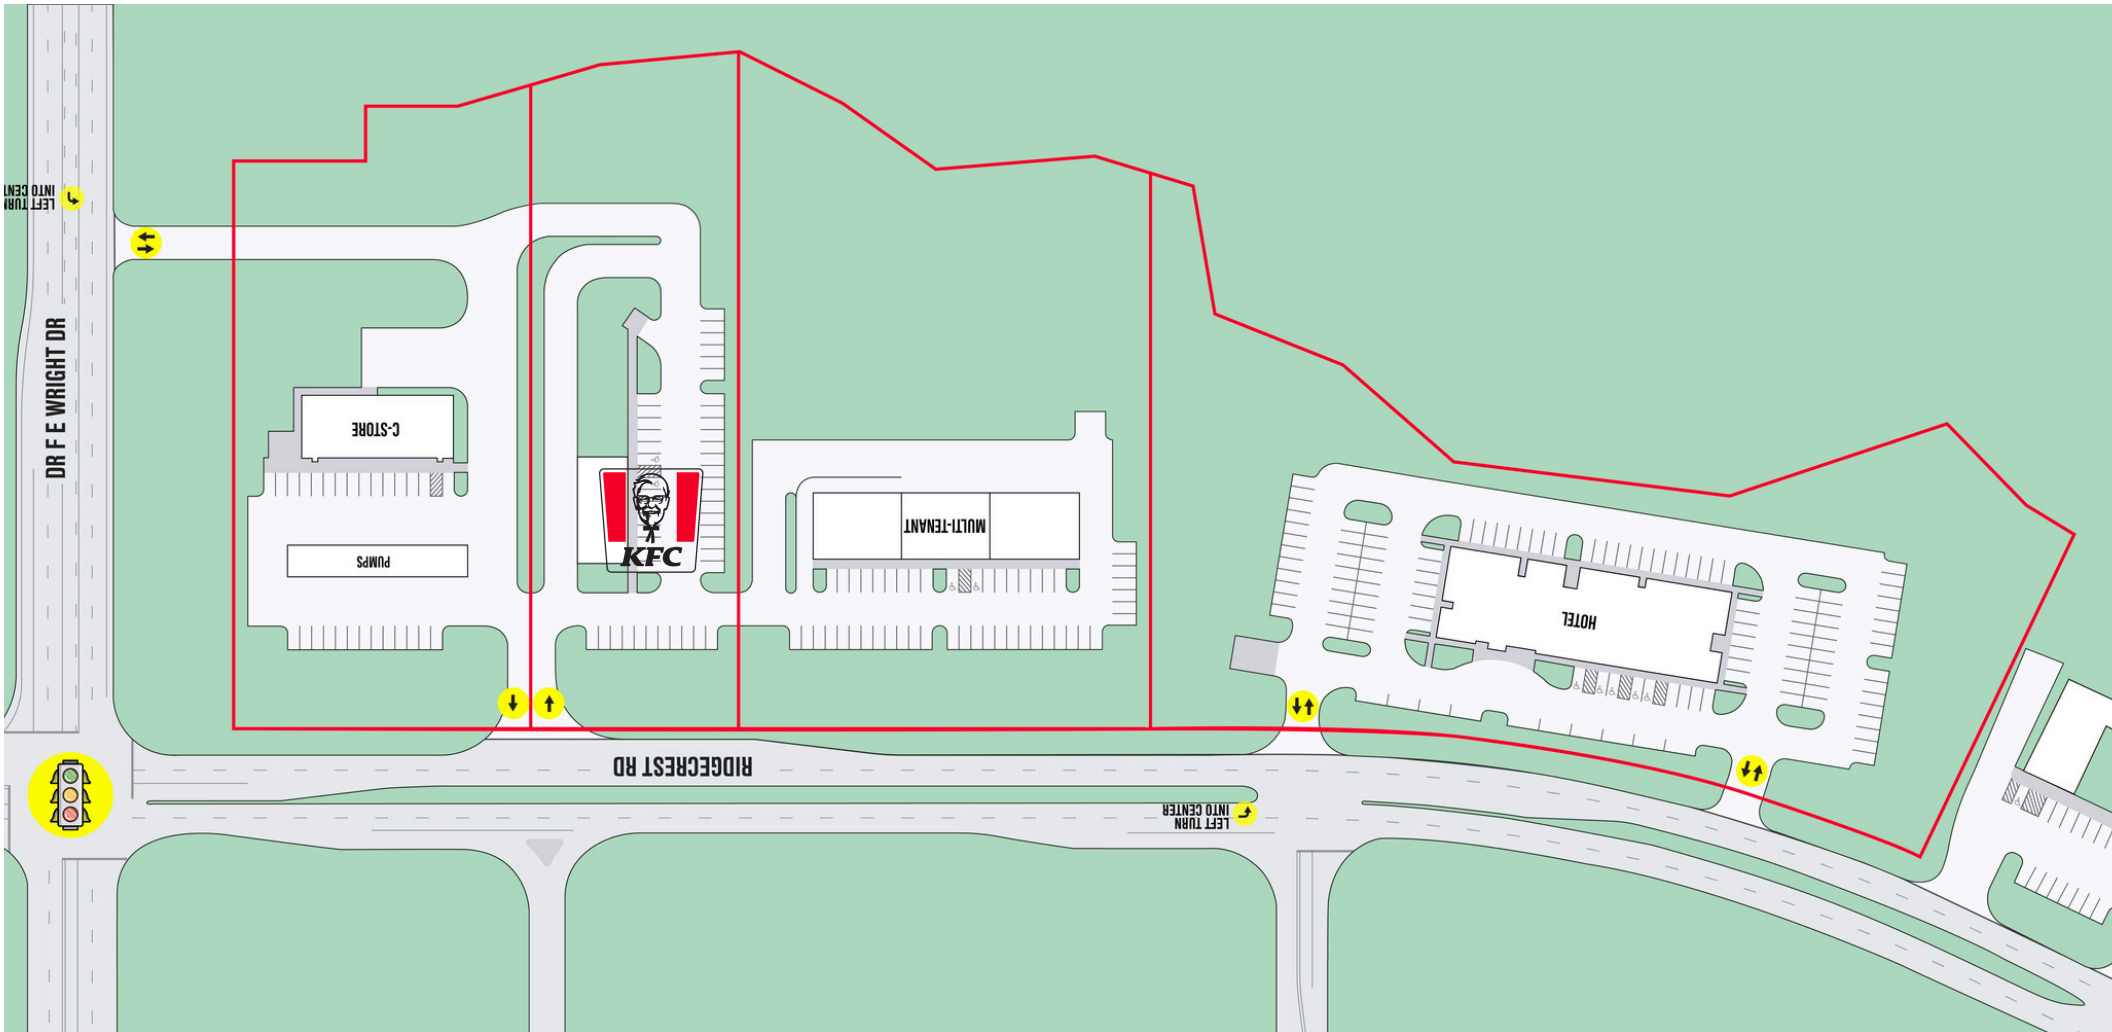 LEFT TURN
INTO CENT
DR F E WRIGHT DR
C-STORE
PUMPS
KFC
MULTI-TENANT
HOTEL
RIDGECREST RD
LEFT TURN
INTO CENTER